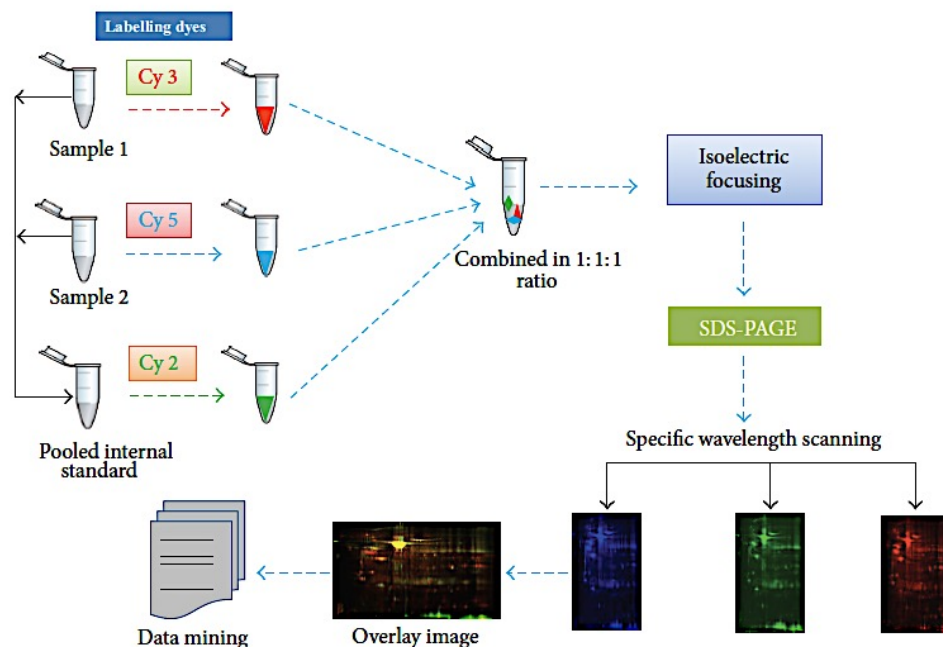 Labelling dyes
Cy 3
Sample 1
Cy 5
Sample 2
Cy 2
Pooled internal
standard
Combined in 1:1:1
ratio
Isoelectric
focusing
SDS-PAGE
Specific wavelength scanning
Overlay image
Data mining